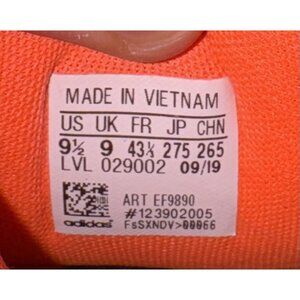 MADE IN VIETNAM
US UK FR JP CHN
9½ 9 43⅓ 275 265
LVL 029002 09/19
ART EF9890
#123902005
adidas FsSXNDV>00066